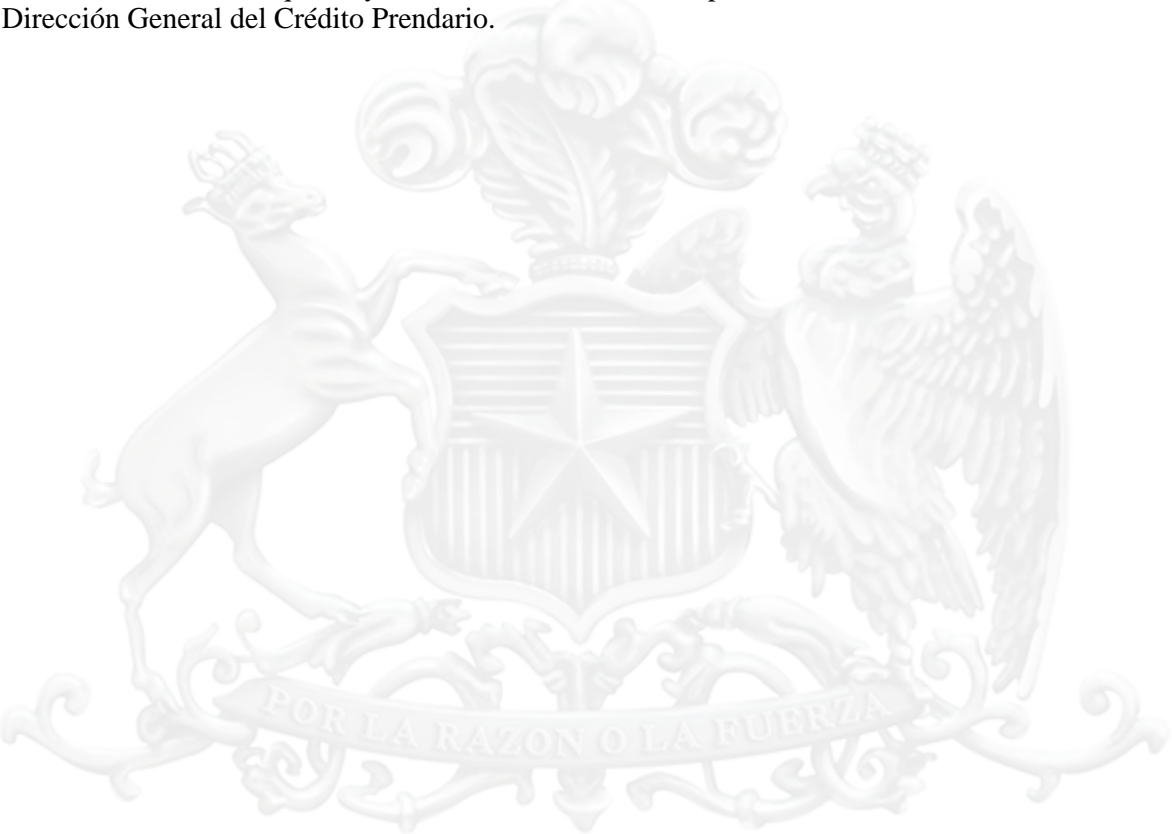 Dirección General del Crédito Prendario.
POR LA RAZON O LA FUERZA